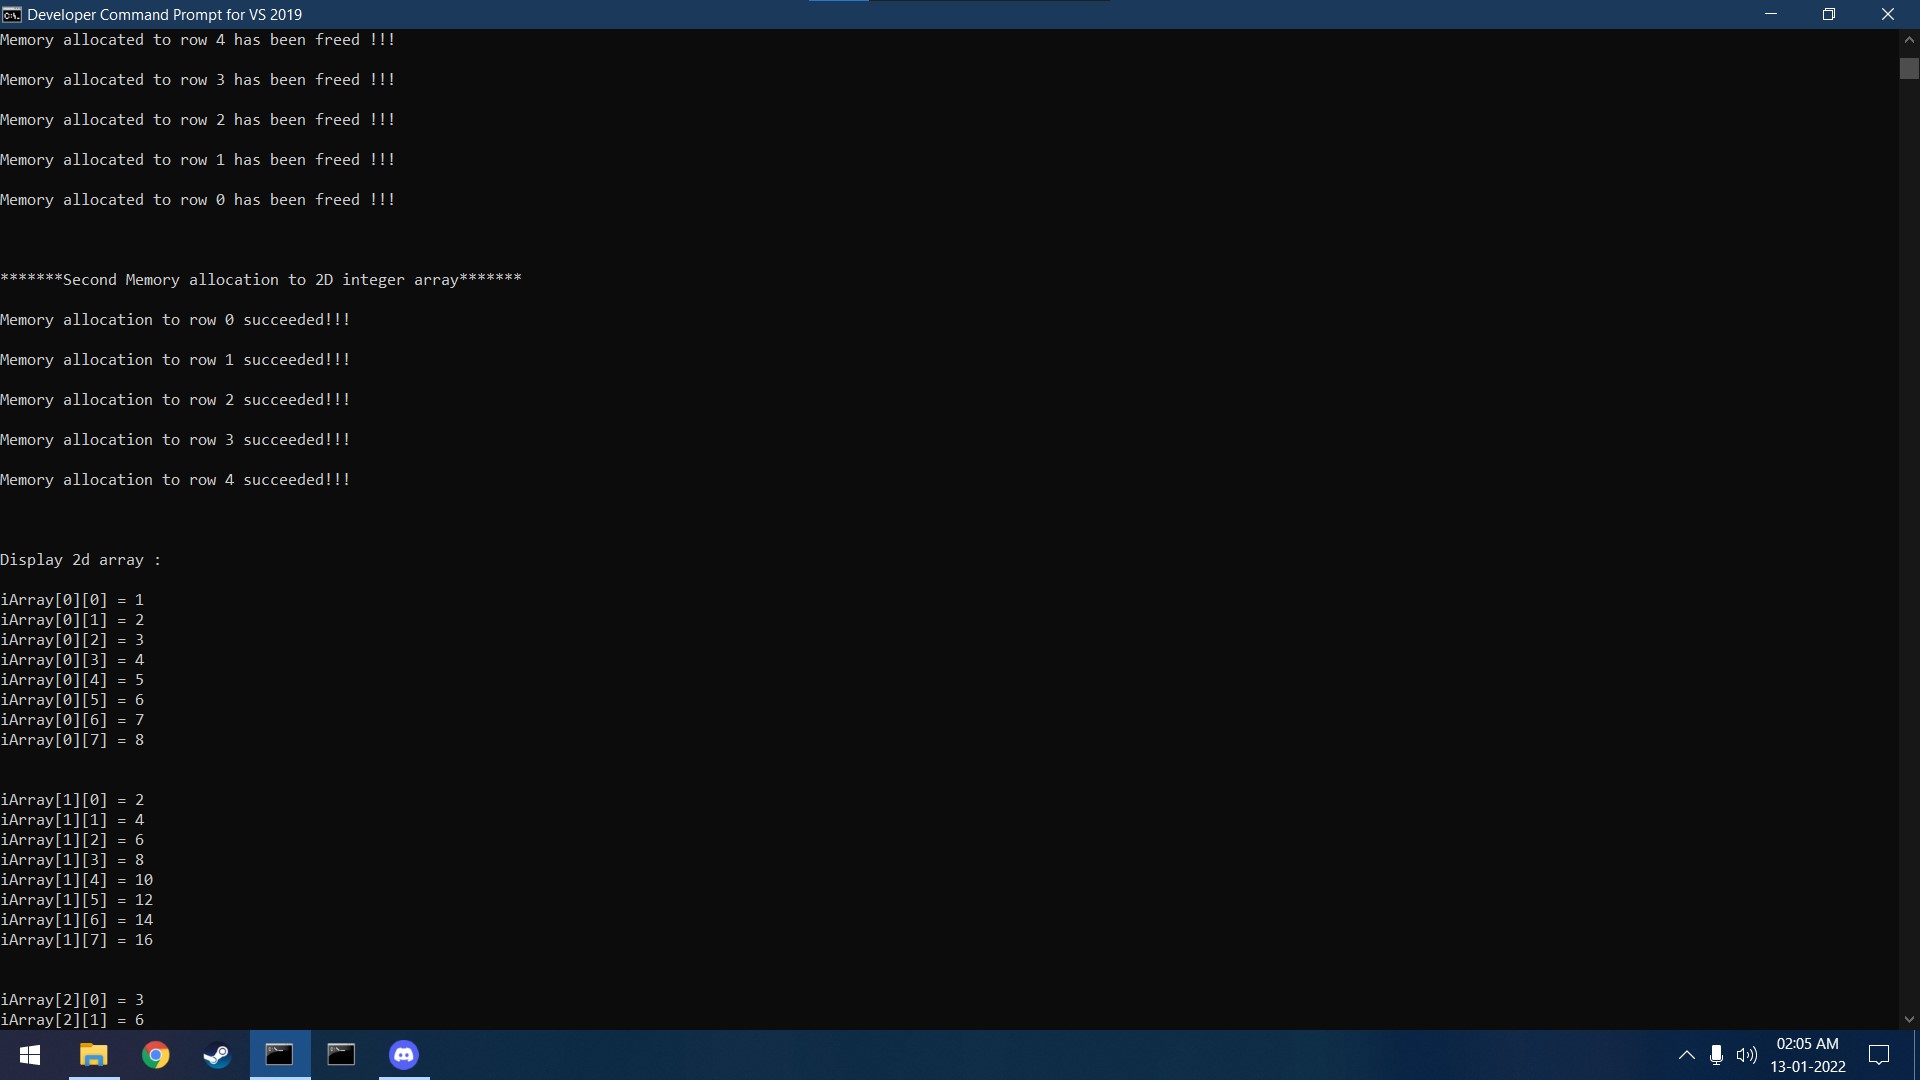 Developer Command Prompt for VS 2019
Memory allocated to row 4 has been freed !!!
Memory allocated to row 3 has been freed !!!
Memory allocated to row 2 has been freed !!!
Memory allocated to row 1 has been freed !!!
Memory allocated to row 0 has been freed !!!
*******Second Memory allocation to 2D integer array*******
Memory allocation to row 0 succeeded!!!
Memory allocation to row 1 succeeded!!!
Memory allocation to row 2 succeeded!!!
Memory allocation to row 3 succeeded!!!
Memory allocation to row 4 succeeded!!!
Display 2d array :
iArray[0][0] = 1
iArray[0][1] = 2
iArray[0][2] = 3
iArray[0][3] = 4
iArray[0][4] = 5
iArray[0][5] = 6
iArray[0][6] = 7
iArray[0][7] = 8
iArray[1][0] = 2
iArray[1][1] = 4
iArray[1][2] = 6
iArray[1][3] = 8
iArray[1][4] = 10
iArray[1][5] = 12
iArray[1][6] = 14
iArray[1][7] = 16
iArray[2][0] = 3
iArray[2][1] = 6
02:05 AM
13-01-2022